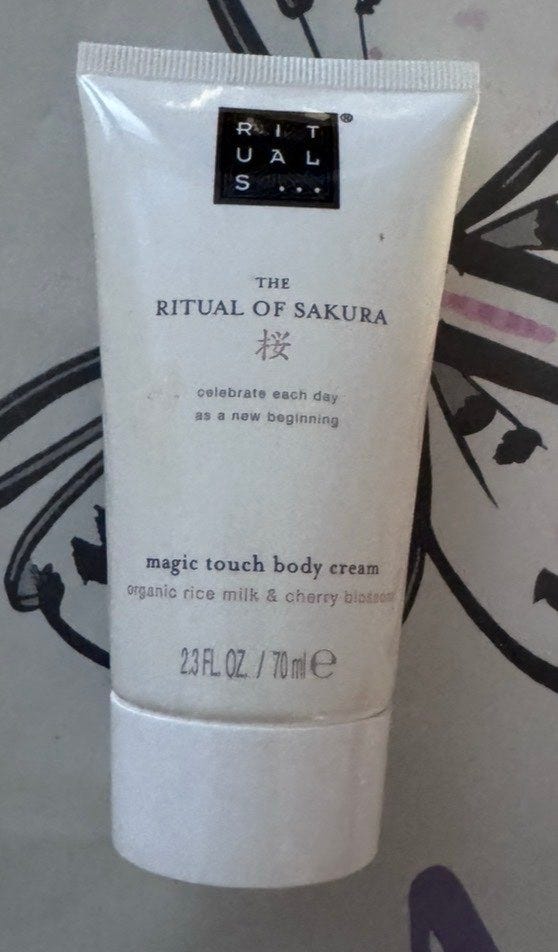 RIT
UAL
S...®
THE
RITUAL OF SAKURA
桜
celebrate each day
as a new beginning
magic touch body cream
organic rice milk & cherry blossom
2.3 FL. OZ. / 70 ml ℮